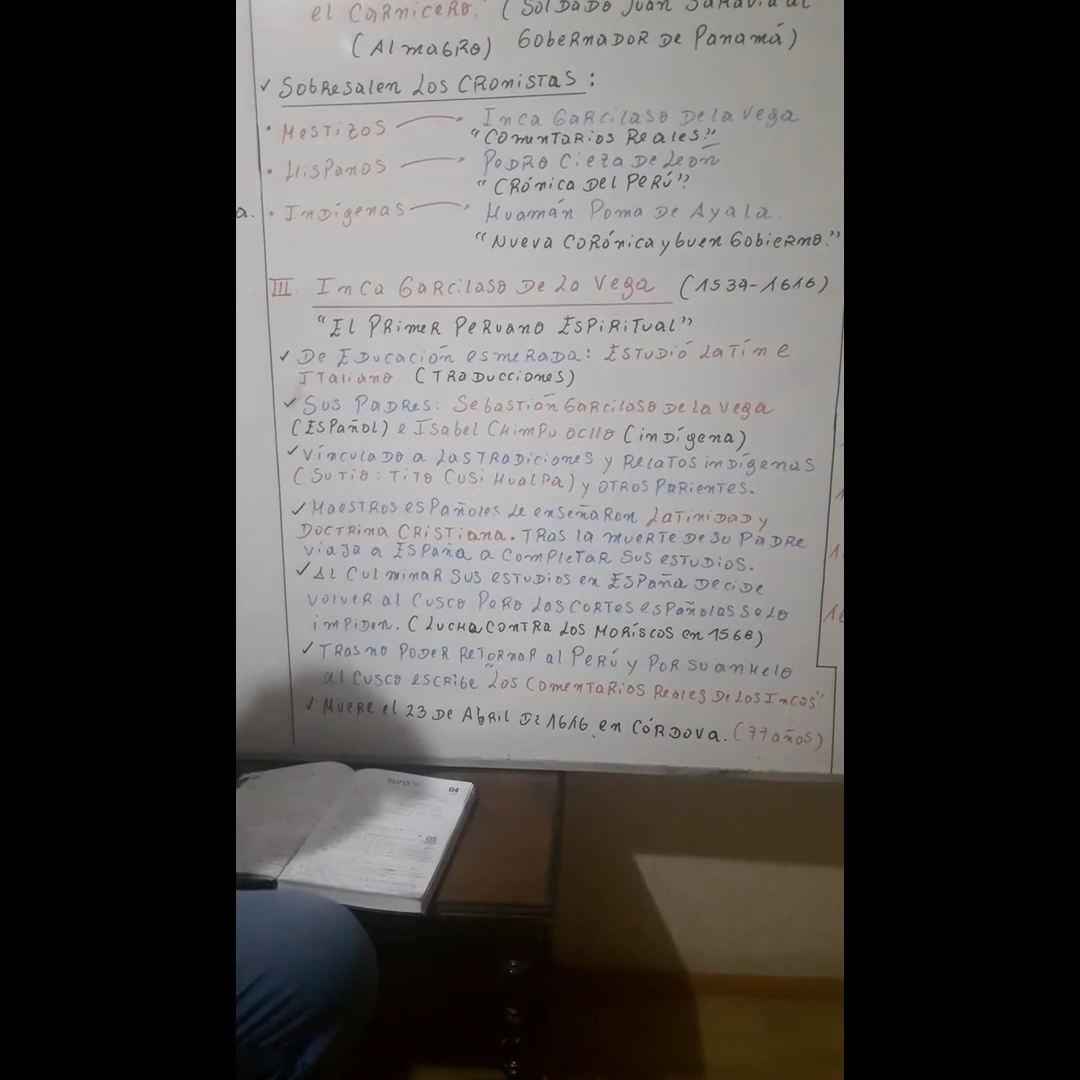 el Carnicero." (Soldado Juan Saravia al
(Almagro) Gobernador de Panamá)
✓ Sobresalen los Cronistas:
• Mestizos → Inca Garcilaso de la Vega
"Comentarios Reales."
• Hispanos → Pedro Cieza de León
"Crónica del Perú"
a. • Indígenas → Huamán Poma de Ayala.
"Nueva Corónica y buen Gobierno."
III. Inca Garcilaso de la Vega (1539-1616)
"El Primer Peruano Espiritual"
✓ De Educación esmerada: Estudió latín e
Italiano (Traducciones)
✓ Sus Padres: Sebastián Garcilaso de la Vega
(Español) e Isabel Chimpu Ocllo (indígena)
✓ Vinculado a las tradiciones y relatos indígenas
(Su tío: Tito Cusi Hualpa) y otros parientes.
✓ Maestros españoles le enseñaron latinidad y
Doctrina Cristiana. Tras la muerte de su padre
viaja a España a completar sus estudios.
✓ Al culminar sus estudios en España decide
volver al Cusco pero las cortes españolas se lo
impiden. (Lucha contra los moriscos en 1568)
✓ Tras no poder retornar al Perú y por su anhelo
al Cusco escribe "Los Comentarios Reales de los Incas"
✓ Muere el 23 de Abril de 1616 en Córdova. (77 años)
04
05